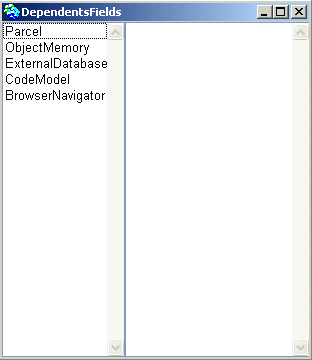 DependentsFields
Parcel
ObjectMemory
ExternalDatabase
CodeModel
BrowserNavigator